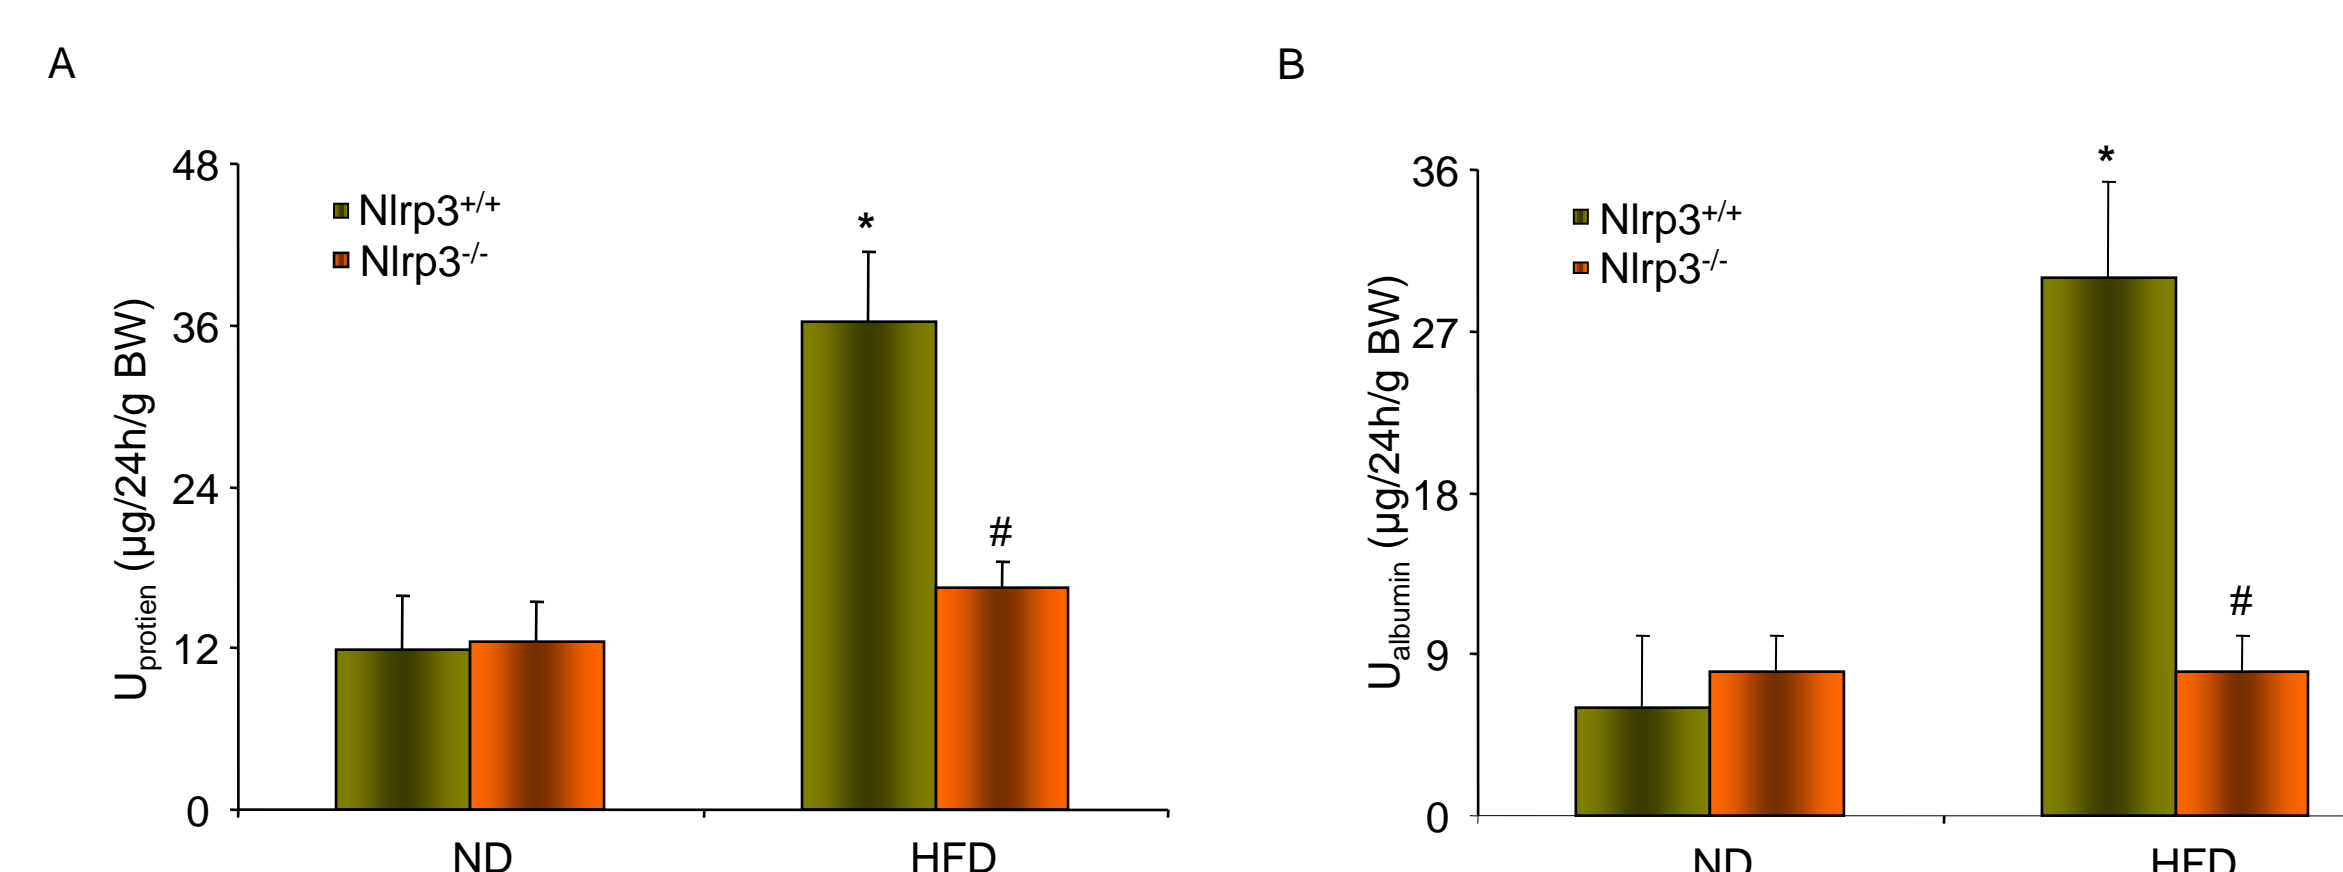 A
48
36
24
12
0
Uprotien (µg/24h/g BW)
Nlrp3+/+
Nlrp3-/-
*
#
ND
HFD
B
36
27
18
9
0
Ualbumin (µg/24h/g BW)
Nlrp3+/+
Nlrp3-/-
*
#
ND
HFD